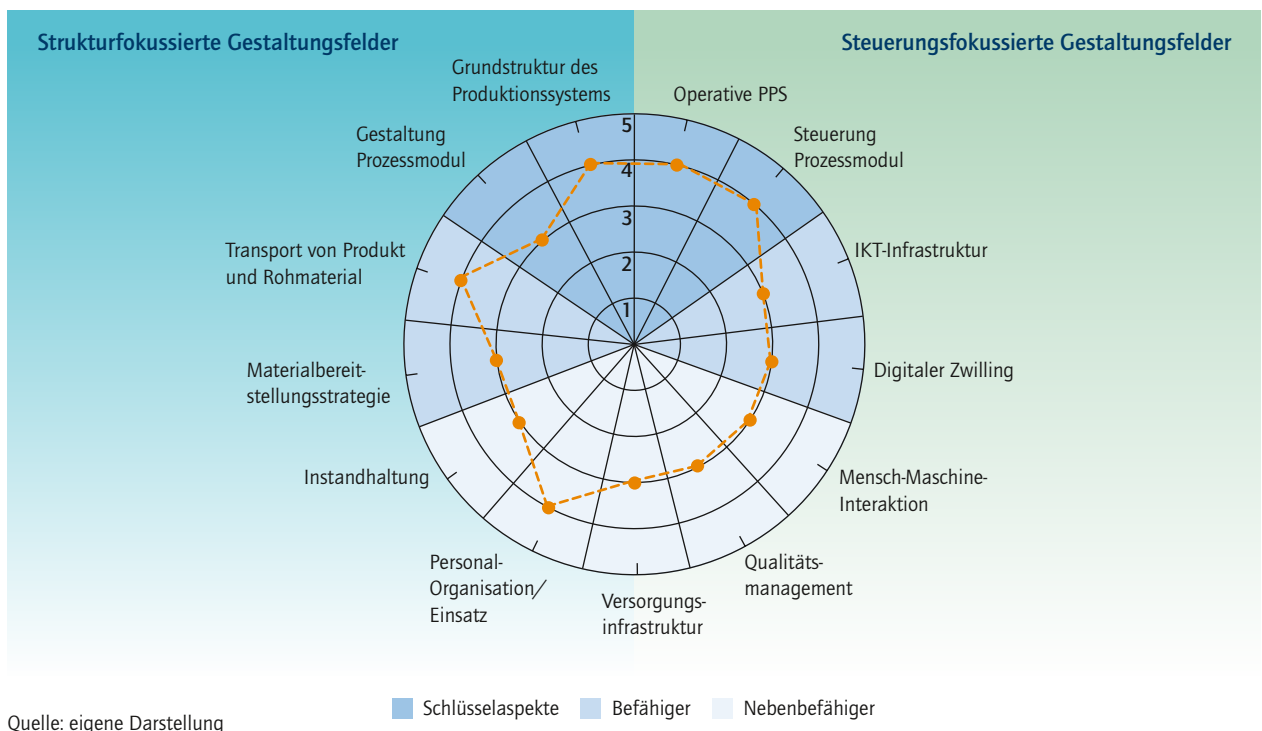 Strukturfokussierte Gestaltungsfelder
Steuerungsfokussierte Gestaltungsfelder
Grundstruktur des
Produktionssystems
Operative PPS
Gestaltung
Prozessmodul
Steuerung
Prozessmodul
5
4
3
2
1
Transport von Produkt
und Rohmaterial
IKT-Infrastruktur
Materialbereit-
stellungsstrategie
Digitaler Zwilling
Instandhaltung
Mensch-Maschine-
Interaktion
Personal-
Organisation/
Einsatz
Versorgungs-
infrastruktur
Qualitäts-
management
Schlüsselaspekte
Befähiger
Nebenbefähiger
Quelle: eigene Darstellung